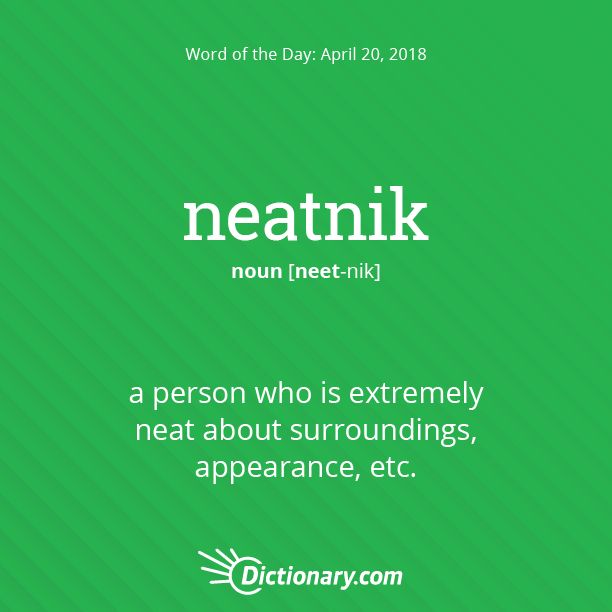 Word of the Day: April 20, 2018
neatnik
noun [neet-nik]
a person who is extremely
neat about surroundings,
appearance, etc.
Dictionary.com